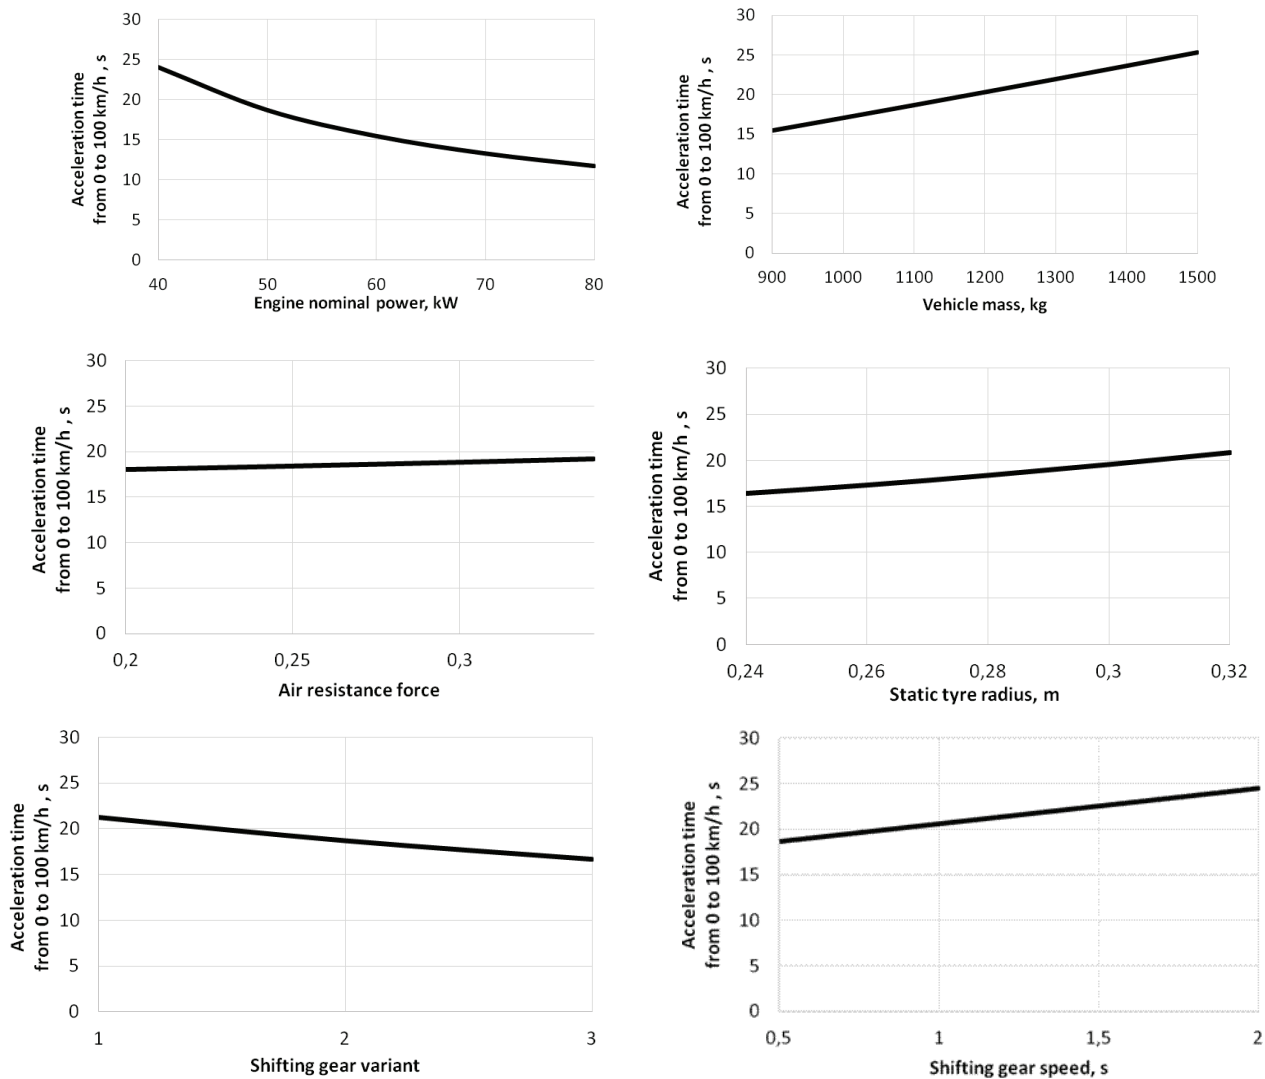 Acceleration time
from 0 to 100 km/h , s
30
25
20
15
10
5
0
40 50 60 70 80
Engine nominal power, kW
Acceleration time
from 0 to 100 km/h , s
30
25
20
15
10
5
0
900 1000 1100 1200 1300 1400 1500
Vehicle mass, kg
Acceleration time
from 0 to 100 km/h , s
30
25
20
15
10
5
0
0,2 0,25 0,3
Air resistance force
Acceleration time
from 0 to 100 km/h , s
30
25
20
15
10
5
0
0,24 0,26 0,28 0,3 0,32
Static tyre radius, m
Acceleration time
from 0 to 100 km/h , s
30
25
20
15
10
5
0
1 2 3
Shifting gear variant
Acceleration time
from 0 to 100 km/h , s
30
25
20
15
10
5
0
0,5 1 1,5 2
Shifting gear speed, s